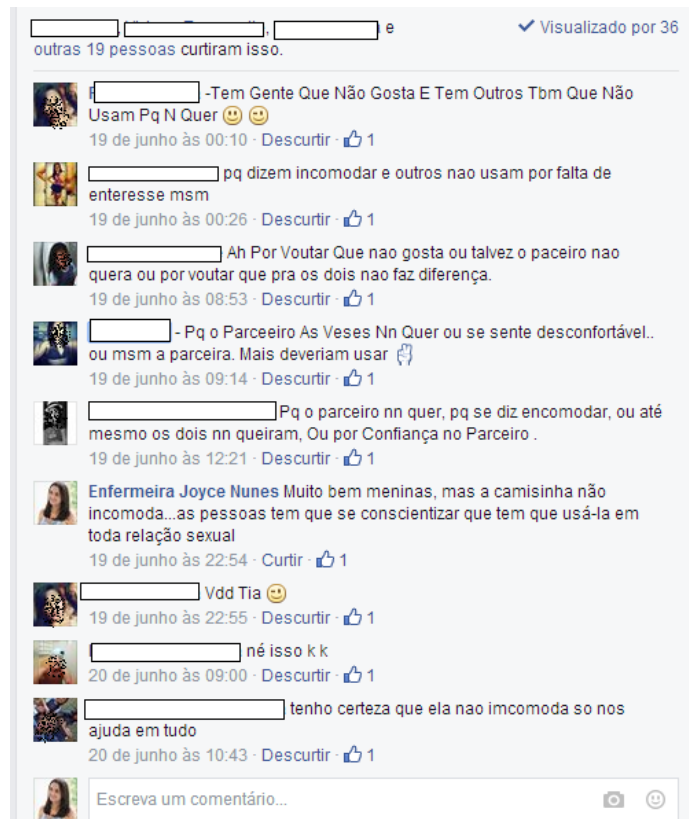 e
✓ Visualizado por 36
outras 19 pessoas curtiram isso.
-Tem Gente Que Não Gosta E Tem Outros Tbm Que Não
Usam Pq N Quer
19 de junho às 00:10 · Descurtir · 1
pq dizem incomodar e outros nao usam por falta de
enteresse msm
19 de junho às 00:26 · Descurtir · 1
Ah Por Voutar Que nao gosta ou talvez o paceiro nao
quera ou por voutar que pra os dois nao faz diferença.
19 de junho às 08:53 · Descurtir · 1
- Pq o Parceeiro As Veses Nn Quer ou se sente desconfortável..
ou msm a parceira. Mais deveriam usar
19 de junho às 09:14 · Descurtir · 1
Pq o parceiro nn quer, pq se diz encomodar, ou até
mesmo os dois nn queiram, Ou por Confiança no Parceiro .
19 de junho às 12:21 · Descurtir · 1
Enfermeira Joyce Nunes Muito bem meninas, mas a camisinha não
incomoda...as pessoas tem que se conscientizar que tem que usá-la em
toda relação sexual
19 de junho às 22:54 · Curtir · 1
Vdd Tia
19 de junho às 22:55 · Descurtir · 1
né isso k k
20 de junho às 09:00 · Descurtir · 1
tenho certeza que ela nao imcomoda so nos
ajuda em tudo
20 de junho às 10:43 · Descurtir · 1
Escreva um comentário...